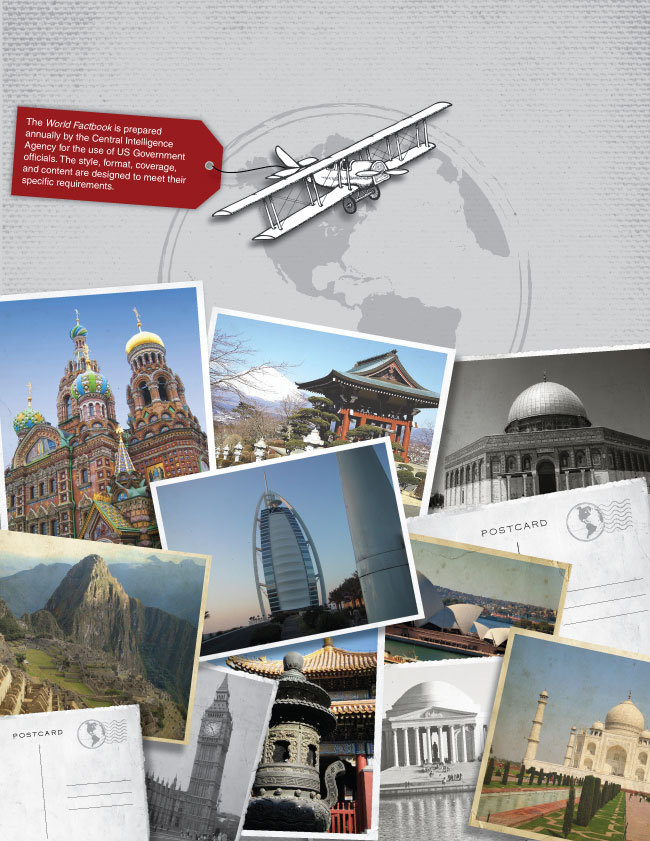 The World Factbook is prepared
annually by the Central Intelligence
Agency for the use of US Government
officials. The style, format, coverage,
and content are designed to meet their
specific requirements.
POSTCARD
POSTCARD